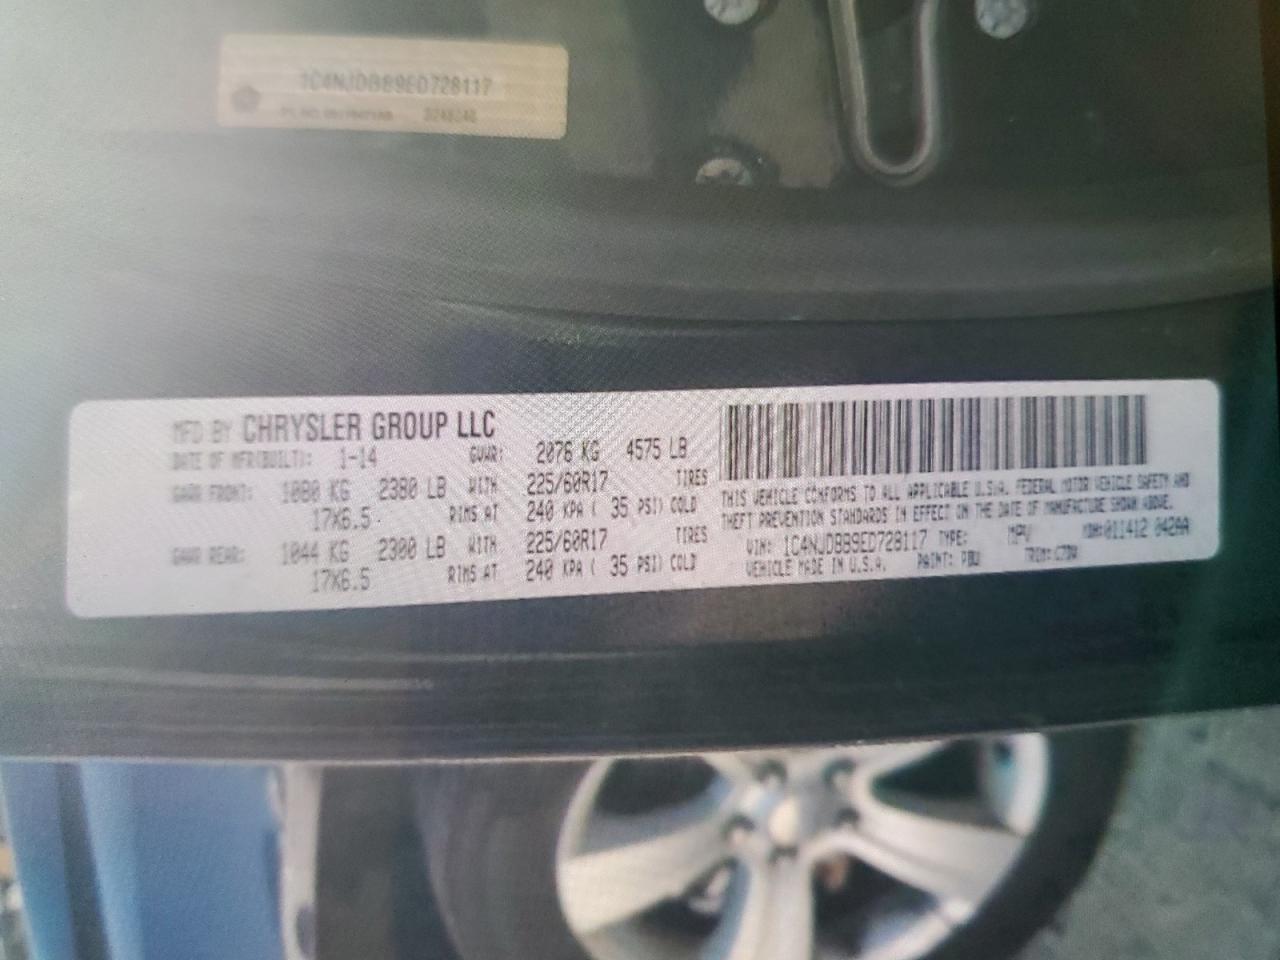 1C4NJDBB9ED728117
MFD BY CHRYSLER GROUP LLC
DATE OF MFR(BUILT): 1-14 GVWR: 2076 KG 4575 LB
GAWR FRONT: 1080 KG 2380 LB WITH 225/60R17 TIRES
17X6.5 RIMS AT 240 KPA ( 35 PSI) COLD
GAWR REAR: 1044 KG 2300 LB WITH 225/60R17 TIRES
17X6.5 RIMS AT 240 KPA ( 35 PSI) COLD
THIS VEHICLE CONFORMS TO ALL APPLICABLE U.S.A. FEDERAL MOTOR VEHICLE SAFETY AND
THEFT PREVENTION STANDARDS IN EFFECT ON THE DATE OF MANUFACTURE SHOWN ABOVE.
VIN: 1C4NJDBB9ED728117 TYPE: MPV MDH:011412 042AA
VEHICLE MADE IN U.S.A. PAINT: PBU TRIM: